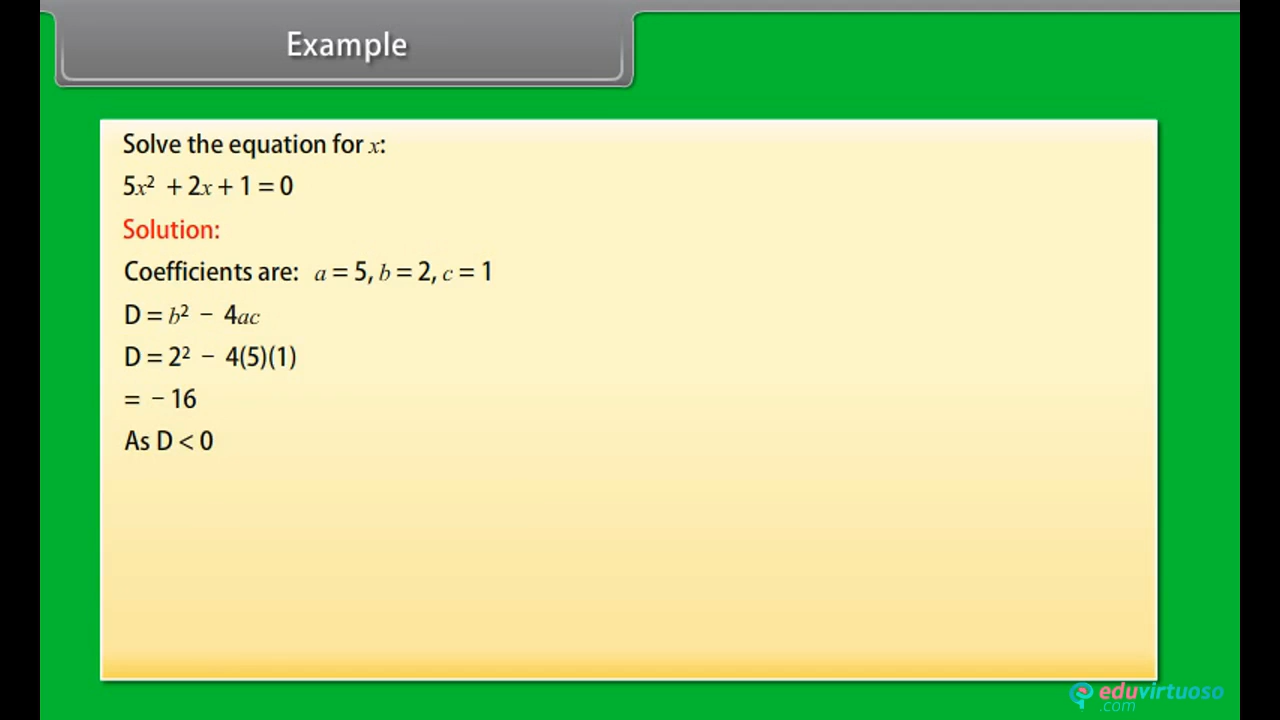 Example
Solve the equation for x:
5x² + 2x + 1 = 0
Solution:
Coefficients are: a = 5, b = 2, c = 1
D = b² − 4ac
D = 2² − 4(5)(1)
= − 16
As D < 0
eduvirtuoso
.com